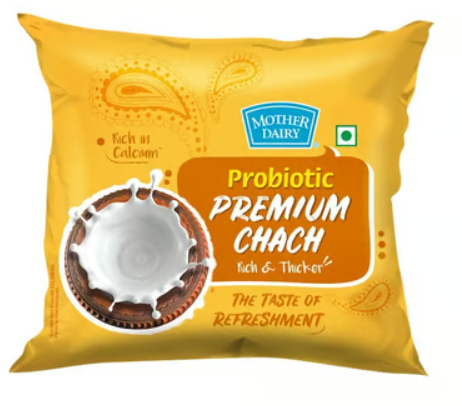 Rich in
Calcium*
MOTHER
DAIRY
Probiotic
PREMIUM
CHACH
Rich & Thicker
THE TASTE OF
REFRESHMENT